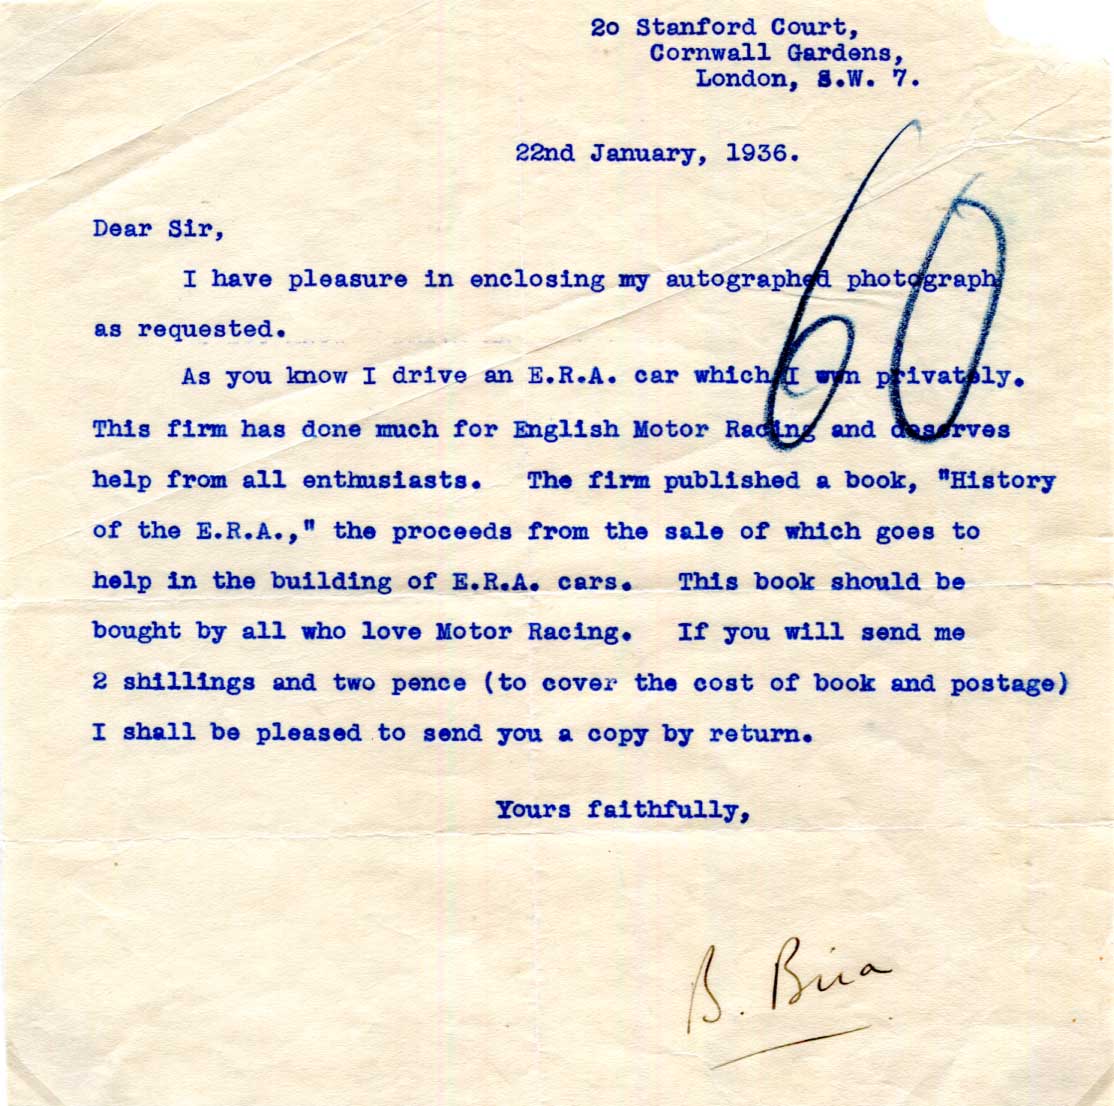 20 Stanford Court,
Cornwall Gardens,
London, S.W. 7.
22nd January, 1936.
60
Dear Sir,
I have pleasure in enclosing my autographed photograph
as requested.
As you know I drive an E.R.A. car which I own privately.
This firm has done much for English Motor Racing and deserves
help from all enthusiasts. The firm published a book, "History
of the E.R.A.," the proceeds from the sale of which goes to
help in the building of E.R.A. cars. This book should be
bought by all who love Motor Racing. If you will send me
2 shillings and two pence (to cover the cost of book and postage)
I shall be pleased to send you a copy by return.
Yours faithfully,
B. Bira